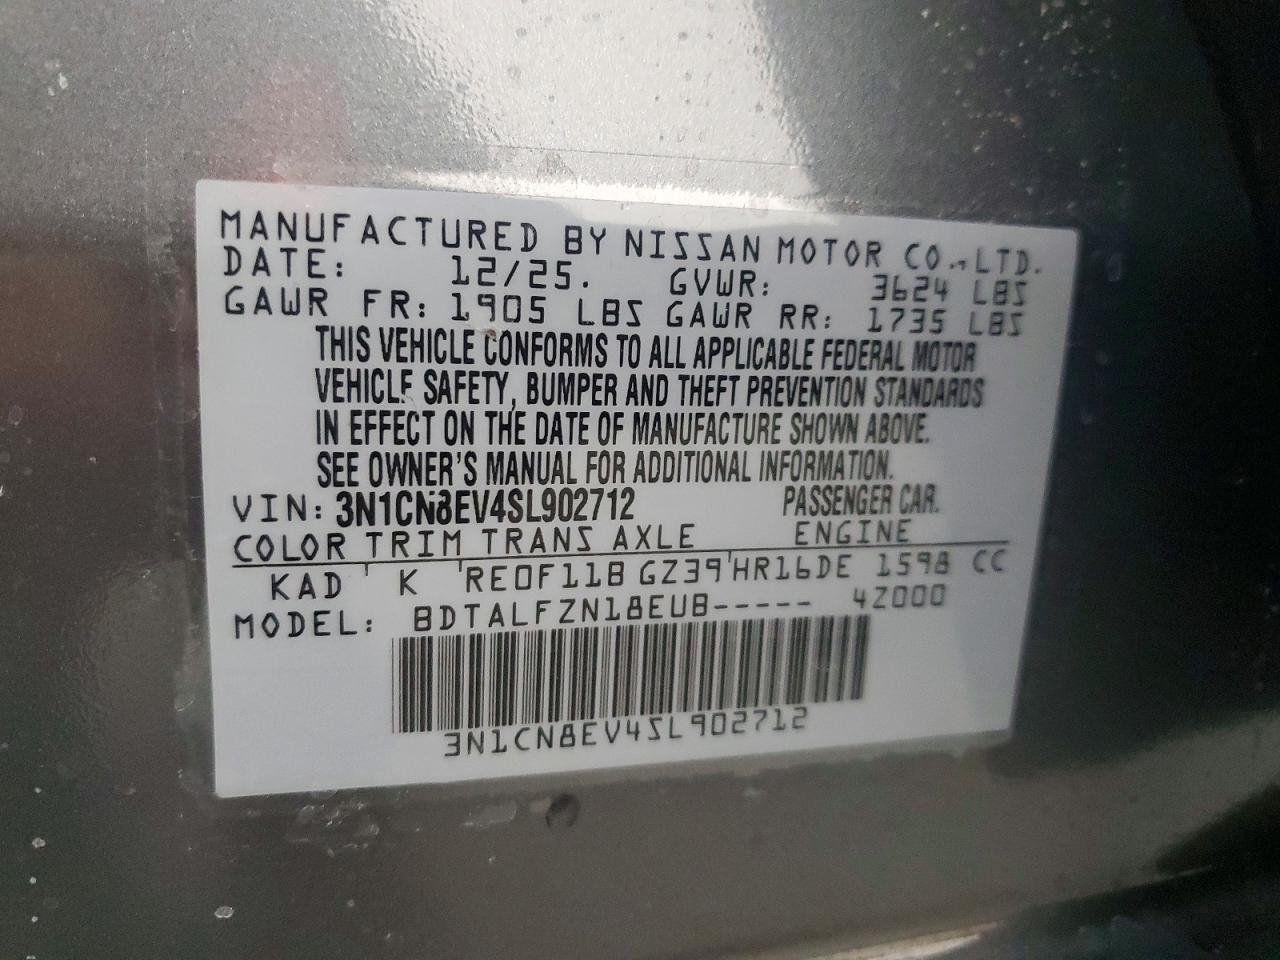 MANUFACTURED BY NISSAN MOTOR CO., LTD.
DATE: 12/25. GVWR: 3624 LBS
GAWR FR: 1905 LBS GAWR RR: 1735 LBS
THIS VEHICLE CONFORMS TO ALL APPLICABLE FEDERAL MOTOR
VEHICLE SAFETY, BUMPER AND THEFT PREVENTION STANDARDS
IN EFFECT ON THE DATE OF MANUFACTURE SHOWN ABOVE.
SEE OWNER'S MANUAL FOR ADDITIONAL INFORMATION.
VIN: 3N1CN8EV4SL902712 PASSENGER CAR.
COLOR TRIM TRANS AXLE ENGINE
KAD K RE0F11B GZ39 HR16DE 1598 CC
MODEL: BDTALFZN18EUB----- 4Z000
3N1CN8EV4SL902712